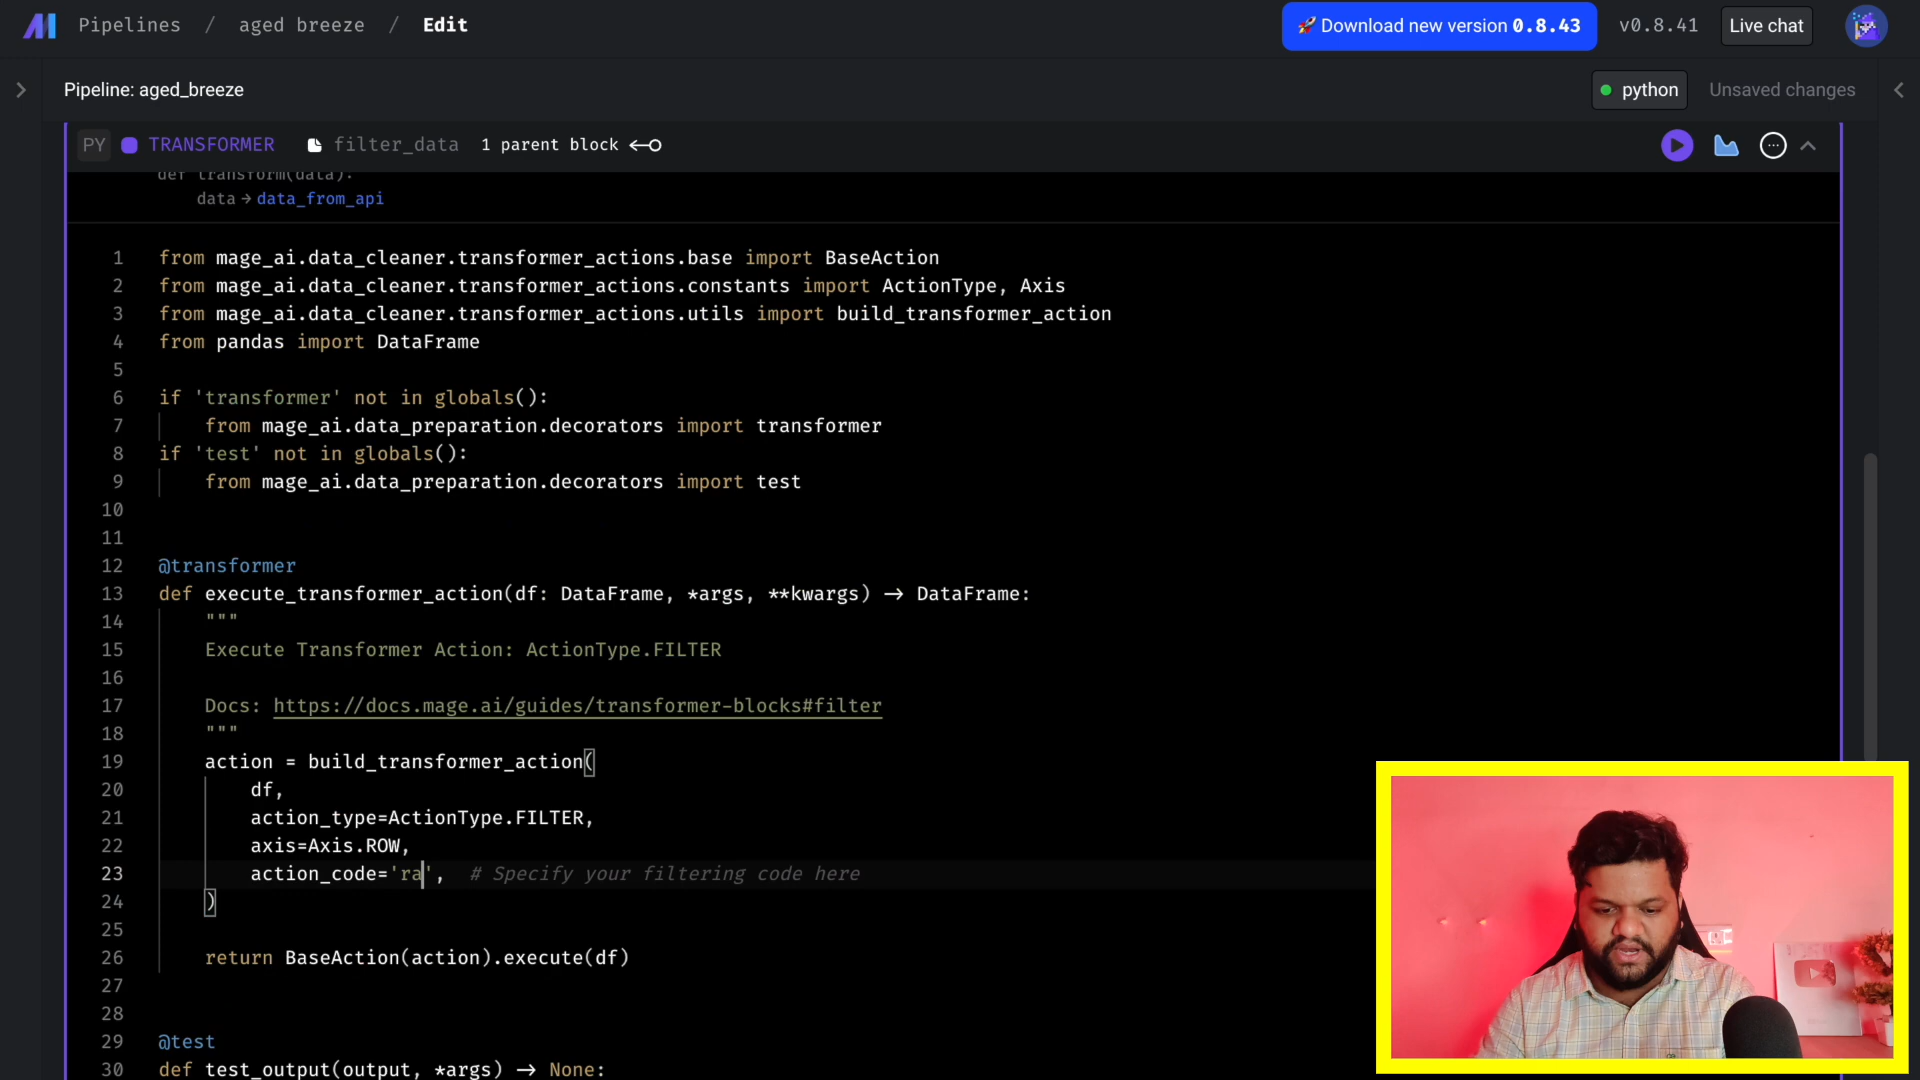 Pipelines / aged breeze / Edit
Download new version 0.8.43
v0.8.41
Live chat
Pipeline: aged_breeze
python
Unsaved changes
PY TRANSFORMER filter_data 1 parent block
def transform(data):
data → data_from_api
1 from mage_ai.data_cleaner.transformer_actions.base import BaseAction
2 from mage_ai.data_cleaner.transformer_actions.constants import ActionType, Axis
3 from mage_ai.data_cleaner.transformer_actions.utils import build_transformer_action
4 from pandas import DataFrame
5
6 if 'transformer' not in globals():
7 from mage_ai.data_preparation.decorators import transformer
8 if 'test' not in globals():
9 from mage_ai.data_preparation.decorators import test
10
11
12 @transformer
13 def execute_transformer_action(df: DataFrame, *args, **kwargs) -> DataFrame:
14 """
15 Execute Transformer Action: ActionType.FILTER
16
17 Docs: https://docs.mage.ai/guides/transformer-blocks#filter
18 """
19 action = build_transformer_action(
20 df,
21 action_type=ActionType.FILTER,
22 axis=Axis.ROW,
23 action_code='ra', # Specify your filtering code here
24 )
25
26 return BaseAction(action).execute(df)
27
28
29 @test
30 def test_output(output, *args) -> None: